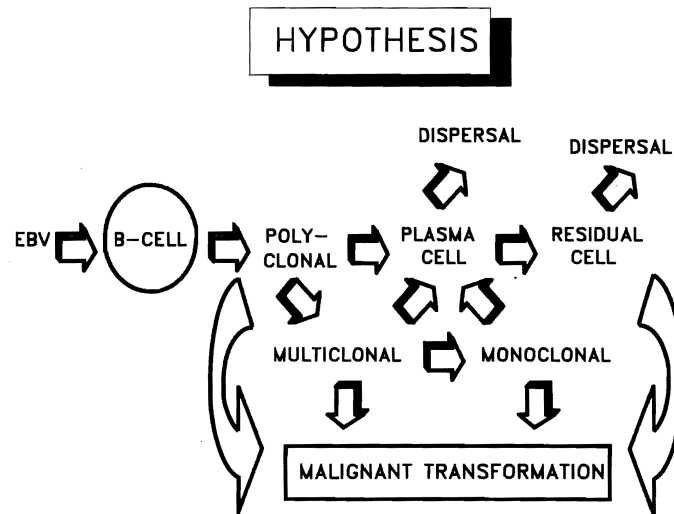 HYPOTHESIS
DISPERSAL
DISPERSAL
EBV
B-CELL
POLY-
CLONAL
PLASMA
CELL
RESIDUAL
CELL
MULTICLONAL
MONOCLONAL
MALIGNANT TRANSFORMATION